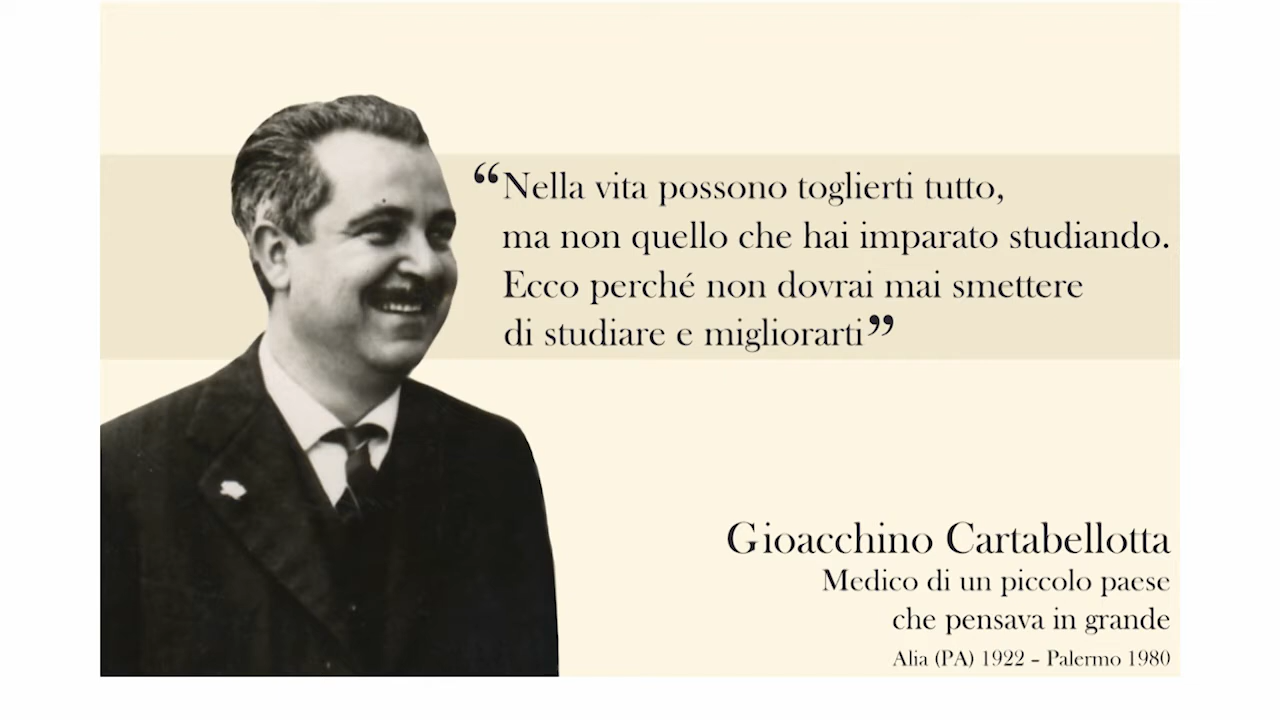 “Nella vita possono toglierti tutto,
ma non quello che hai imparato studiando.
Ecco perché non dovrai mai smettere
di studiare e migliorarti”
Gioacchino Cartabellotta
Medico di un piccolo paese
che pensava in grande
Alia (PA) 1922 – Palermo 1980